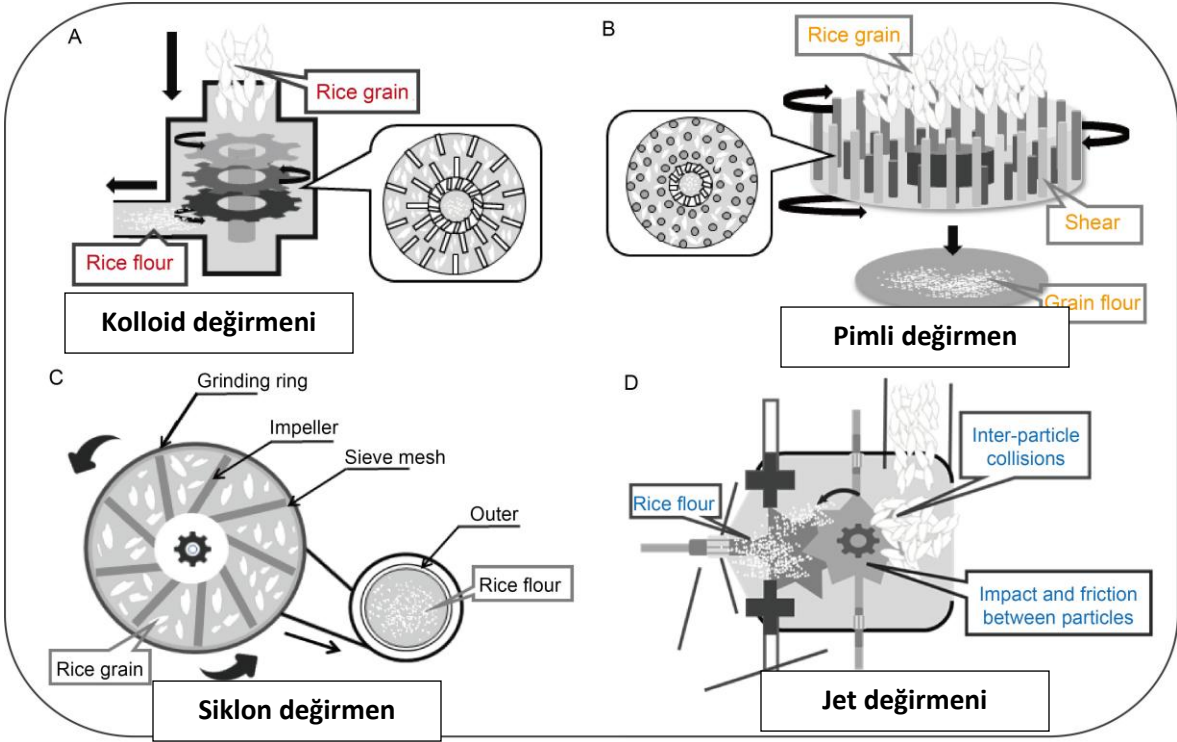 A
Rice grain
Rice flour
Kolloid değirmeni
B
Rice grain
Shear
Grain flour
Pimli değirmen
C
Grinding ring
Impeller
Sieve mesh
Outer
Rice flour
Rice grain
Siklon değirmen
D
Inter-particle
collisions
Rice flour
Impact and friction
between particles
Jet değirmeni